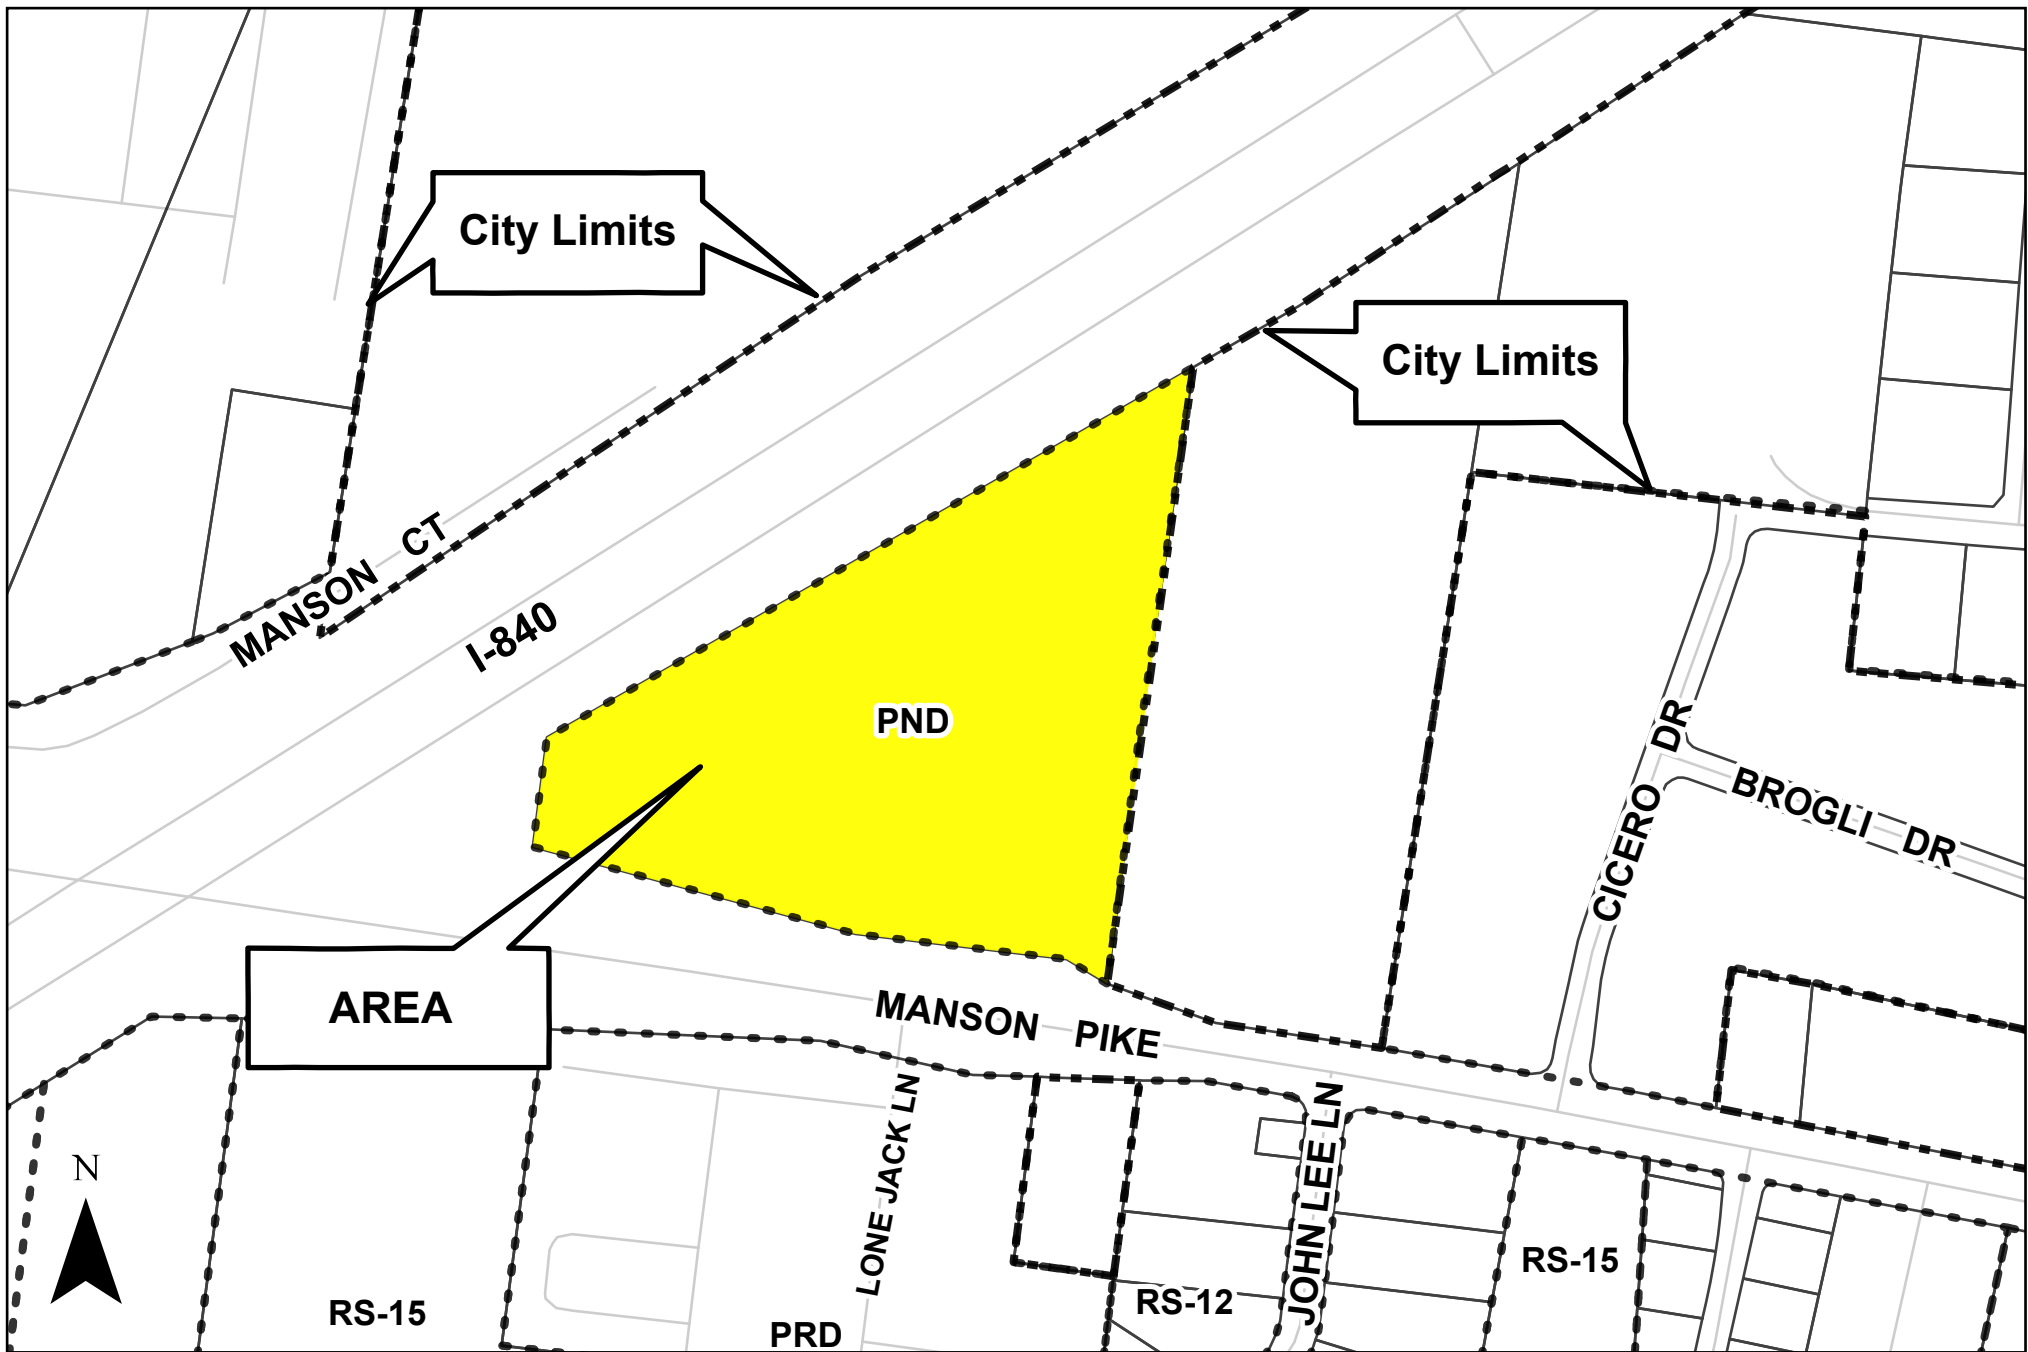 City Limits
City Limits
MANSON CT
I-840
PND
CICERO DR
BROGLI DR
AREA
MANSON PIKE
LONE JACK LN
JOHN LEE LN
N
RS-15
RS-12
RS-15
PRD